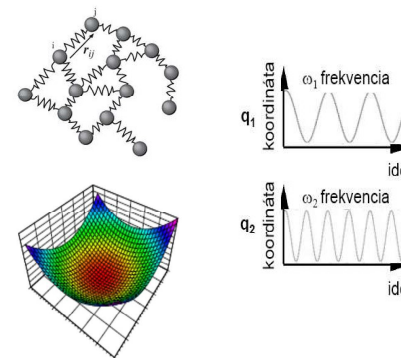 j
i
r_ij
ω₁ frekvencia
q₁
koordináta
ω₂ frekvencia
q₂
koordináta